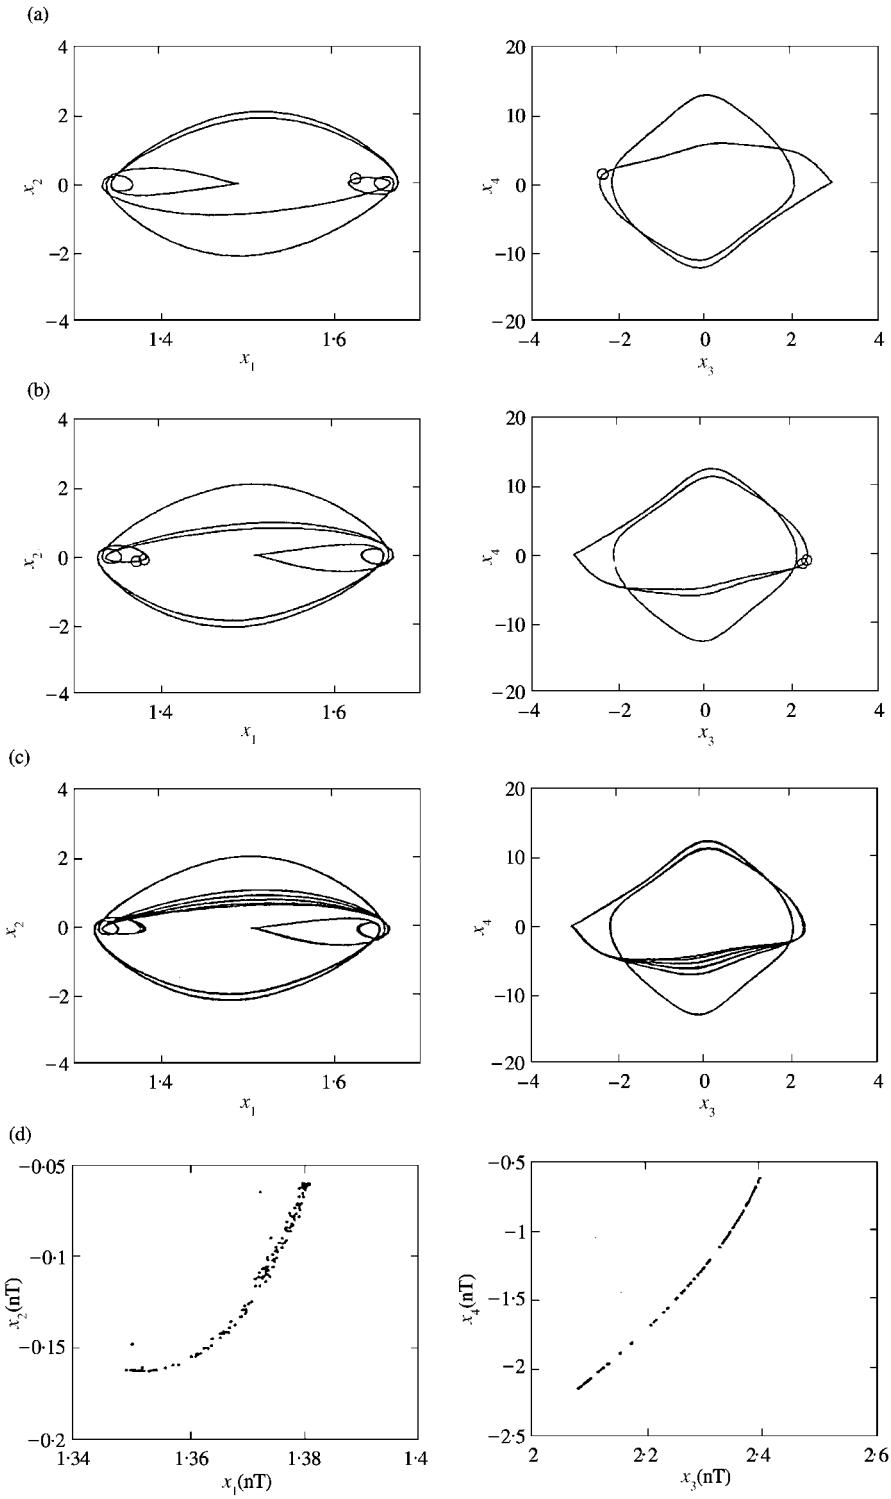 (a)
4 20
2 10
x2 0 x4 0
−2 −10
−4 −20
1·4 1·6 −4 −2 0 2 4
x1 x3
(b)
4 20
2 10
x2 0 x4 0
−2 −10
−4 −20
1·4 1·6 −4 −2 0 2 4
x1 x3
(c)
4 20
2 10
x2 0 x4 0
−2 −10
−4 −20
1·4 1·6 −4 −2 0 2 4
x1 x3
(d)
−0·05 −0·5
−0·1 −1
x2(nT) x4(nT) −1·5
−0·15 −2
−0·2 −2·5
1·34 1·36 1·38 1·4 2 2·2 2·4 2·6
x1(nT) x3(nT)